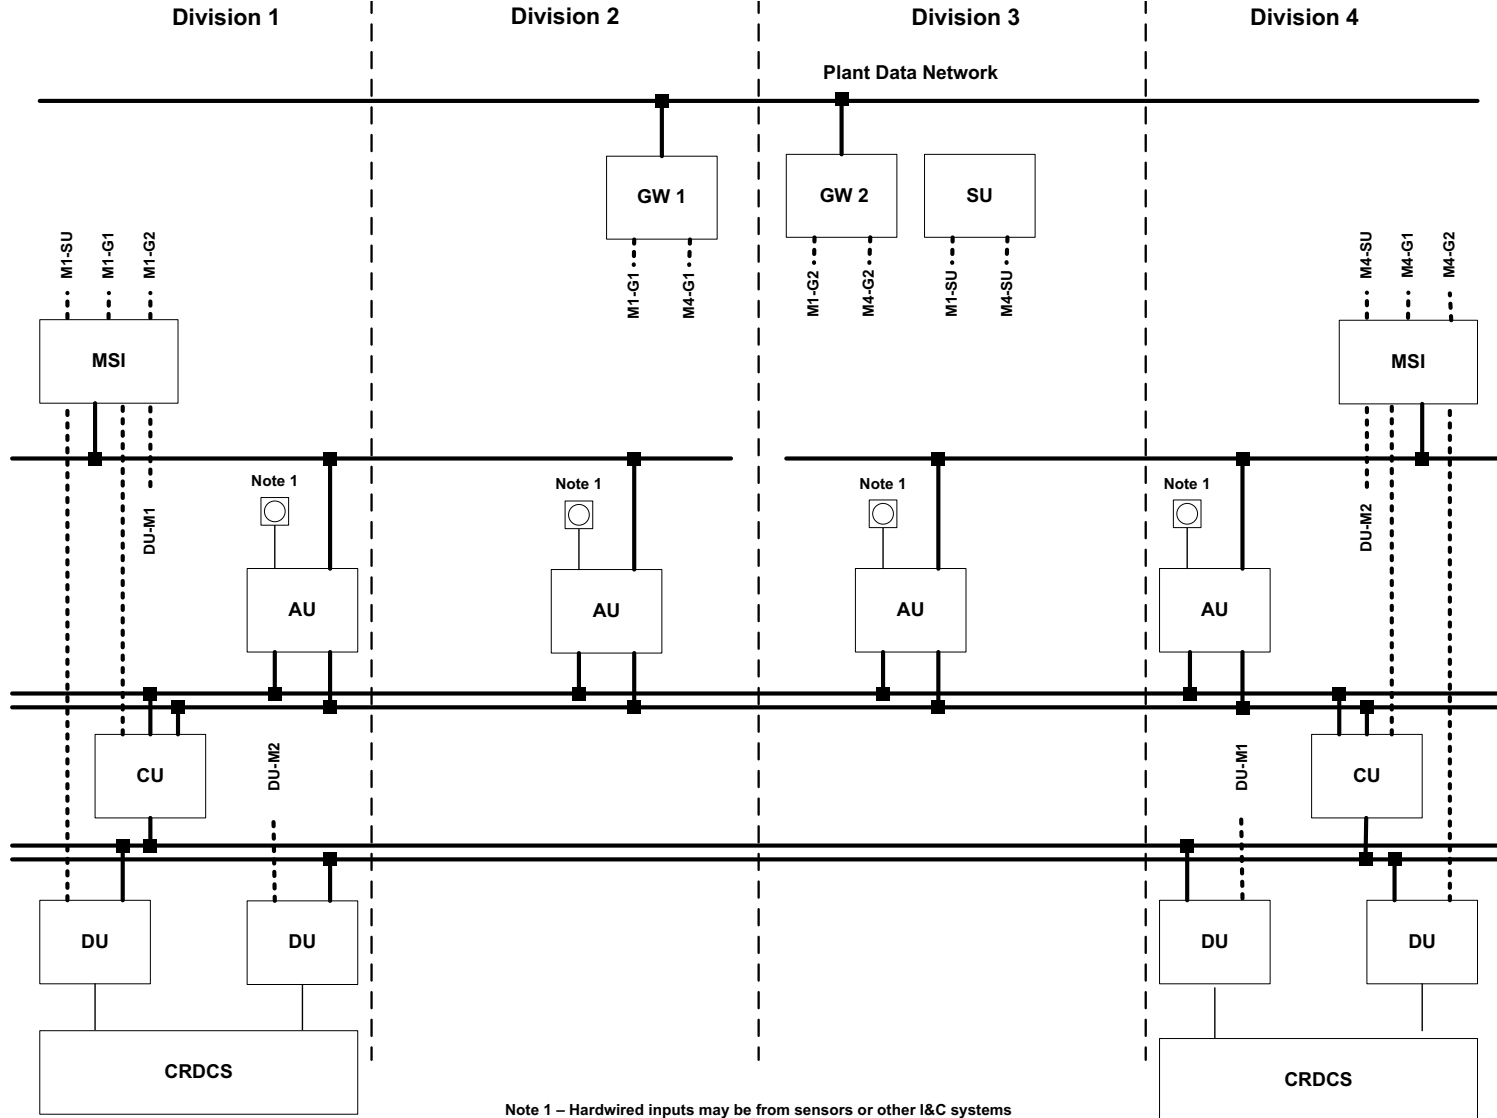 Division 1
Division 2
Division 3
Division 4
Plant Data Network
GW 1
GW 2
SU
M1-SU
M1-G1
M1-G2
M1-G1
M4-G1
M1-G2
M4-G2
M1-SU
M4-SU
M4-SU
M4-G1
M4-G2
MSI
MSI
Note 1
Note 1
Note 1
Note 1
DU-M1
DU-M2
AU
AU
AU
AU
DU-M2
DU-M1
CU
CU
DU
DU
DU
DU
CRDCS
CRDCS
Note 1 – Hardwired inputs may be from sensors or other I&C systems